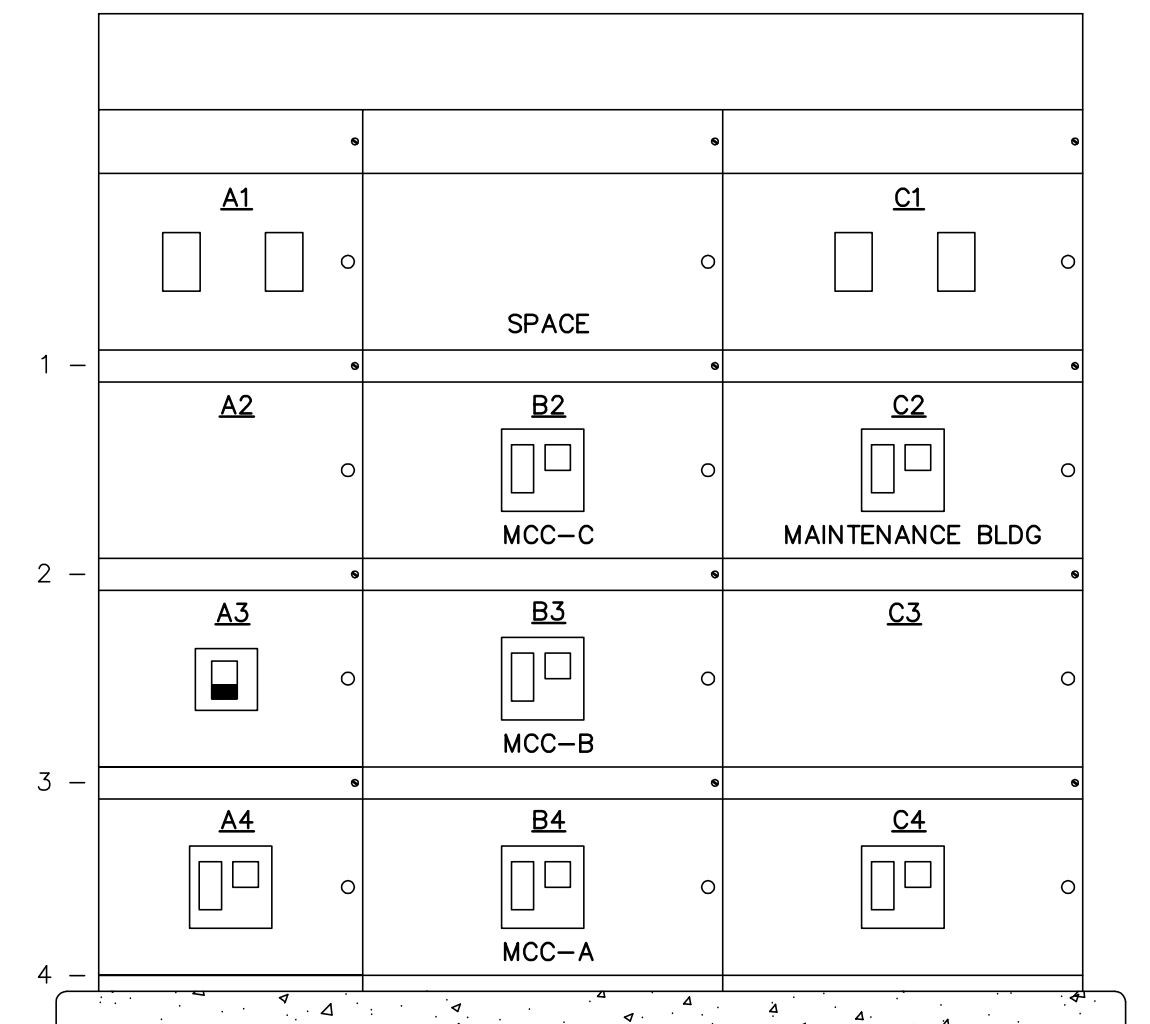 A1 C1
SPACE
1
A2 B2 C2
MCC-C MAINTENANCE BLDG
2
A3 B3 C3
MCC-B
3
A4 B4 C4
MCC-A
4